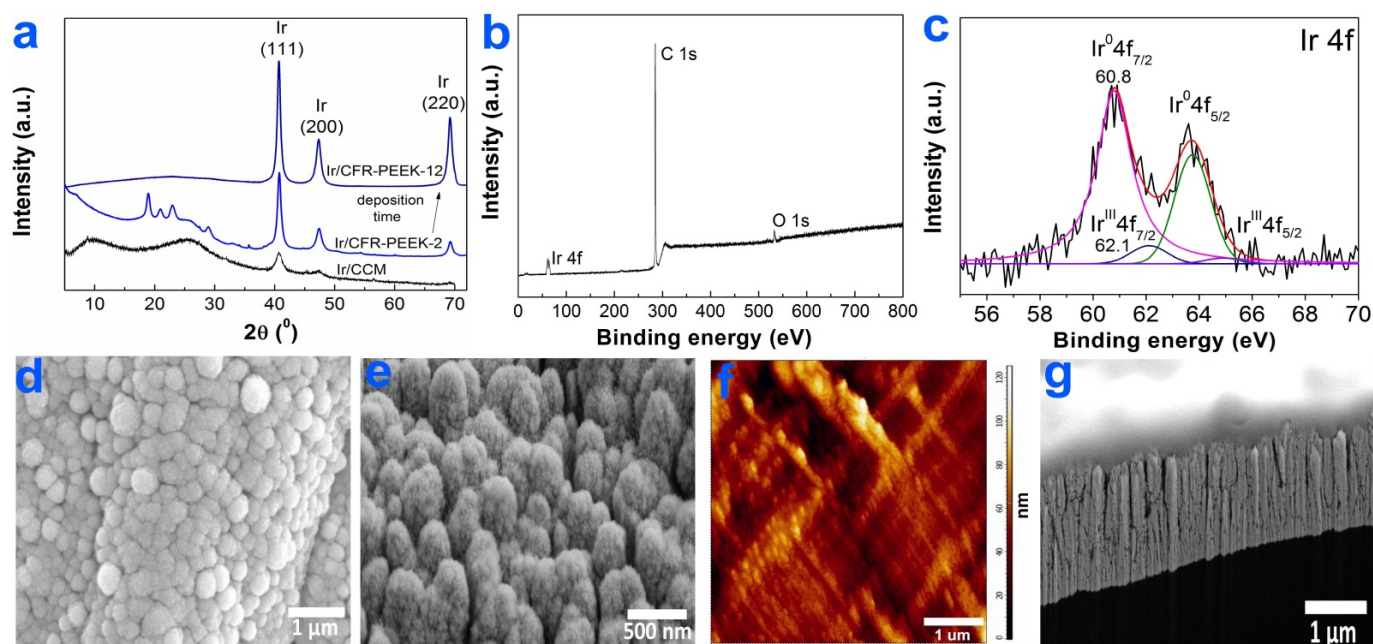 a
Intensity (a.u.)
Ir
(111)
Ir
(200)
Ir
(220)
Ir/CFR-PEEK-12
deposition
time
Ir/CFR-PEEK-2
Ir/CCM
10 20 30 40 50 60 70
2θ (⁰)
b
Intensity (a.u.)
C 1s
O 1s
Ir 4f
0 100 200 300 400 500 600 700 800
Binding energy (eV)
c
Intensity (a.u.)
Ir 4f
Ir⁰4f₇/₂
60.8
Ir⁰4f₅/₂
Irᴵᴵᴵ4f₇/₂
62.1
Irᴵᴵᴵ4f₅/₂
56 58 60 62 64 66 68 70
Binding energy (eV)
d
1 µm
e
500 nm
f
1 um
120
100
80
60
40
20
0
nm
g
1 µm